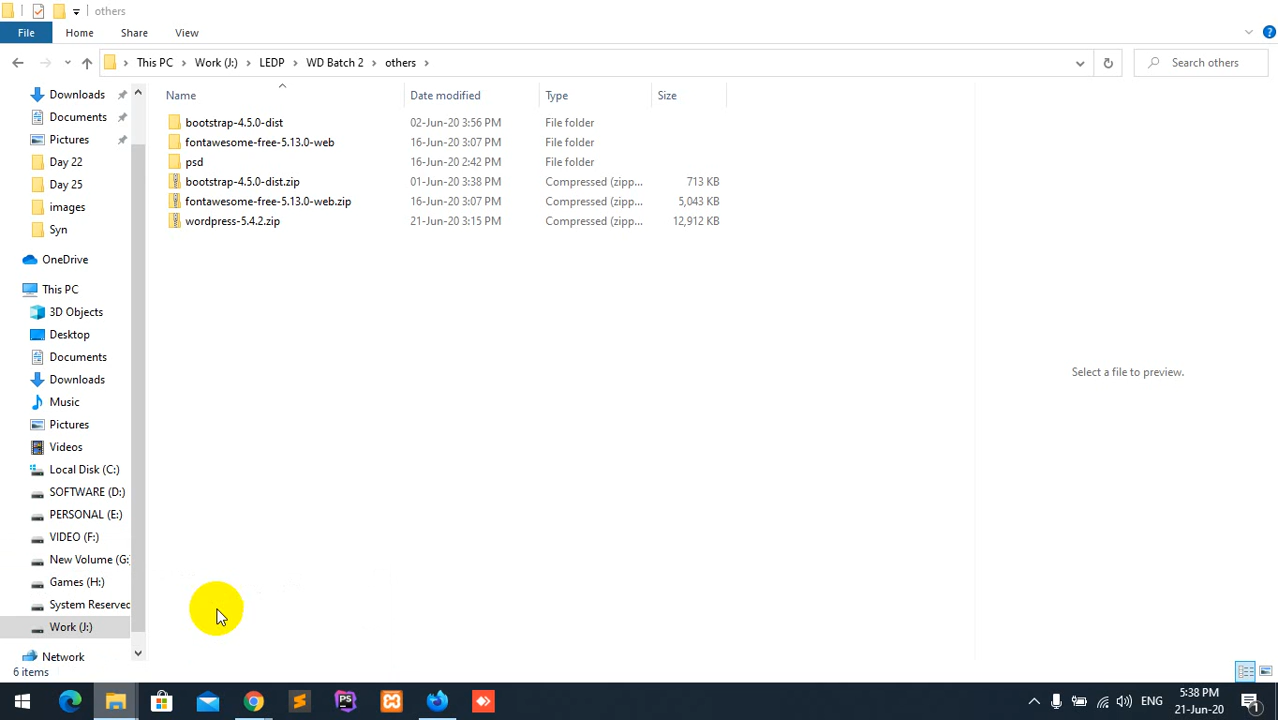 others
File Home Share View
This PC Work (J:) LEDP WD Batch 2 others Search others
Name Date modified Type Size
bootstrap-4.5.0-dist 02-Jun-20 3:56 PM File folder
fontawesome-free-5.13.0-web 16-Jun-20 3:07 PM File folder
psd 16-Jun-20 2:42 PM File folder
bootstrap-4.5.0-dist.zip 01-Jun-20 3:38 PM Compressed (zipp... 713 KB
fontawesome-free-5.13.0-web.zip 16-Jun-20 3:07 PM Compressed (zipp... 5,043 KB
wordpress-5.4.2.zip 21-Jun-20 3:15 PM Compressed (zipp... 12,912 KB
Downloads
Documents
Pictures
Day 22
Day 25
images
Syn
OneDrive
This PC
3D Objects
Desktop
Documents
Downloads
Music
Pictures
Videos
Local Disk (C:)
SOFTWARE (D:)
PERSONAL (E:)
VIDEO (F:)
New Volume (G:
Games (H:)
System Reserved
Work (J:)
Network
Select a file to preview.
6 items
PS
ENG
5:38 PM
21-Jun-20
1